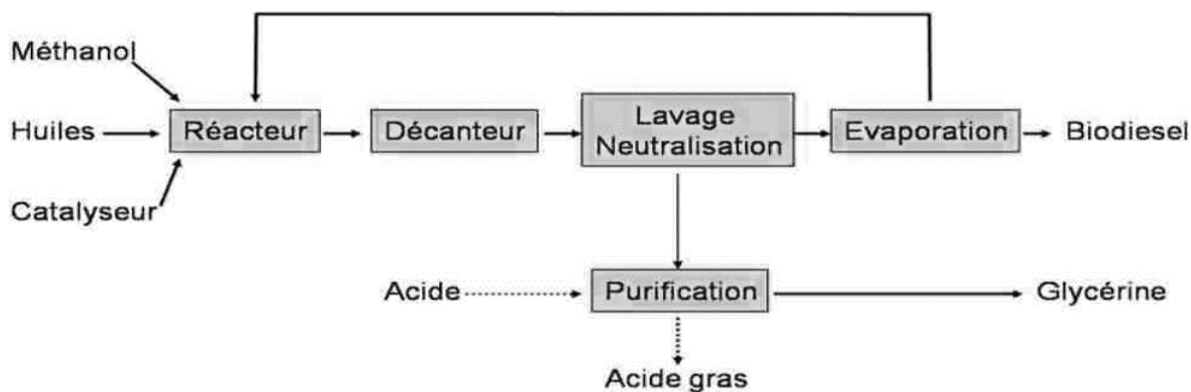 Méthanol
Huiles
Catalyseur
Réacteur
Décanteur
Lavage
Neutralisation
Evaporation
Biodiesel
Acide
Purification
Glycérine
Acide gras